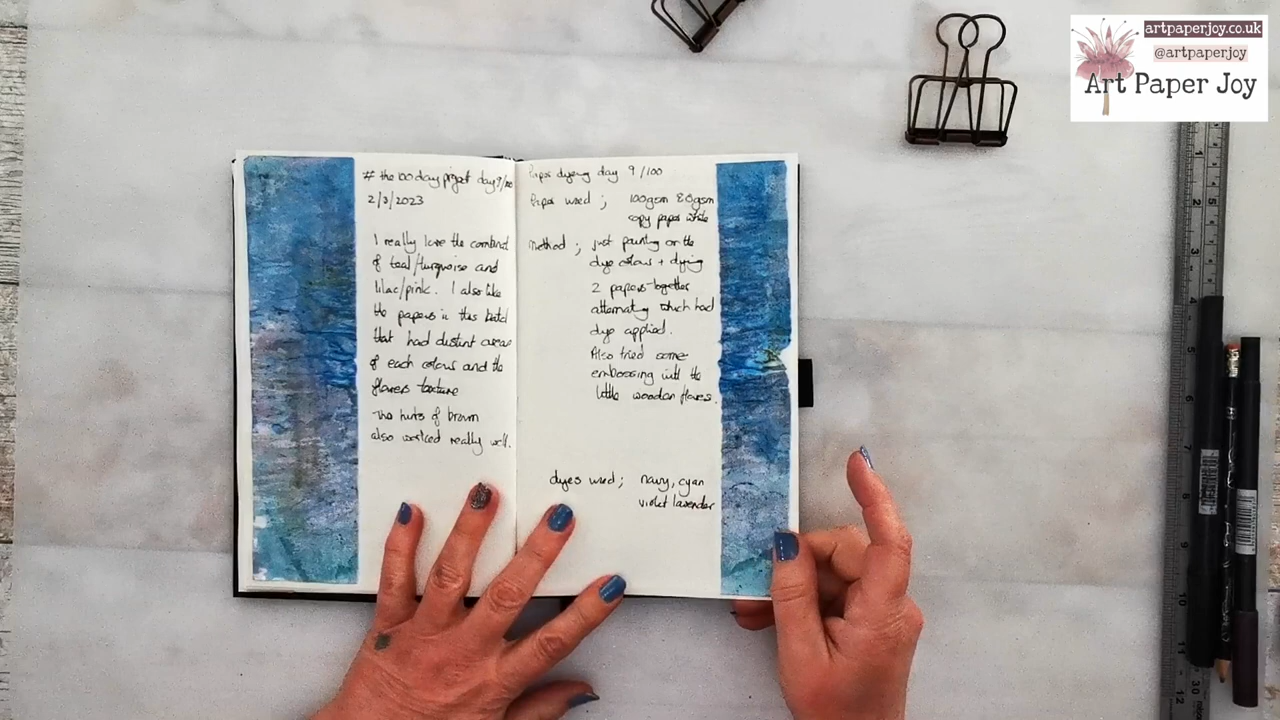 # the 100 day project day 9/100
2/3/2023
I really love the combind
of teal/turquoise and
lilac/pink. I also like
the papers in this batch
that had distint areas
of each colour and the
flowers texture
The hints of brown
also worked really well.
Paper dyeing day 9/100
Paper used ; 100gsm 80gsm
copy paper white
Method ; just painting on the
dye colour + dying
2 papers together
alternating which had
dye applied.
Also tried some
embossing with the
little wooden flowers.
dyes used ; navy, cyan
violet lavender
artpaperjoy.co.uk
@artpaperjoy
Art Paper Joy